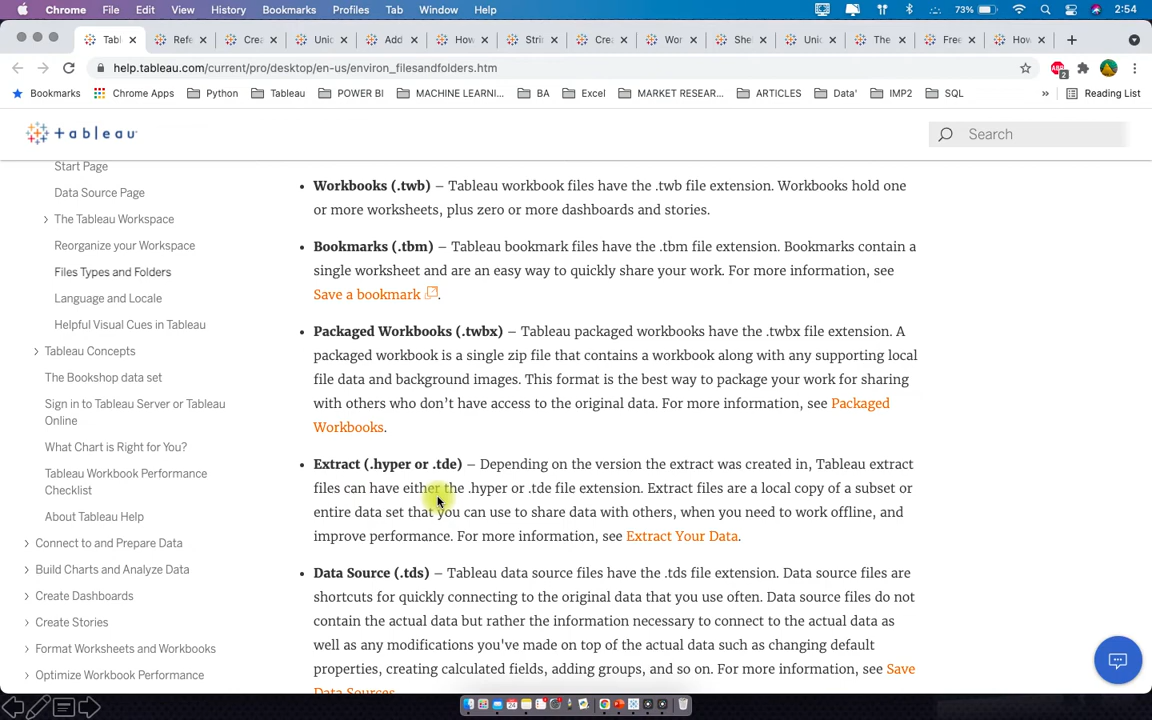 Chrome File Edit View History Bookmarks Profiles Tab Window Help 73% 2:54
Tabl Refe Crea Unic Add How Strin Crea Wor She Unic The Free How
help.tableau.com/current/pro/desktop/en-us/environ_filesandfolders.htm
Bookmarks Chrome Apps Python Tableau POWER BI MACHINE LEARNI... BA Excel MARKET RESEAR... ARTICLES Data' IMP2 SQL » Reading List
tableau Search
Start Page
Data Source Page
The Tableau Workspace
Reorganize your Workspace
Files Types and Folders
Language and Locale
Helpful Visual Cues in Tableau
Tableau Concepts
The Bookshop data set
Sign in to Tableau Server or Tableau
Online
What Chart is Right for You?
Tableau Workbook Performance
Checklist
About Tableau Help
Connect to and Prepare Data
Build Charts and Analyze Data
Create Dashboards
Create Stories
Format Worksheets and Workbooks
Optimize Workbook Performance
• Workbooks (.twb) – Tableau workbook files have the .twb file extension. Workbooks hold one
or more worksheets, plus zero or more dashboards and stories.
• Bookmarks (.tbm) – Tableau bookmark files have the .tbm file extension. Bookmarks contain a
single worksheet and are an easy way to quickly share your work. For more information, see
Save a bookmark.
• Packaged Workbooks (.twbx) – Tableau packaged workbooks have the .twbx file extension. A
packaged workbook is a single zip file that contains a workbook along with any supporting local
file data and background images. This format is the best way to package your work for sharing
with others who don't have access to the original data. For more information, see Packaged
Workbooks.
• Extract (.hyper or .tde) – Depending on the version the extract was created in, Tableau extract
files can have either the .hyper or .tde file extension. Extract files are a local copy of a subset or
entire data set that you can use to share data with others, when you need to work offline, and
improve performance. For more information, see Extract Your Data.
• Data Source (.tds) – Tableau data source files have the .tds file extension. Data source files are
shortcuts for quickly connecting to the original data that you use often. Data source files do not
contain the actual data but rather the information necessary to connect to the actual data as
well as any modifications you've made on top of the actual data such as changing default
properties, creating calculated fields, adding groups, and so on. For more information, see Save
Data Sources.